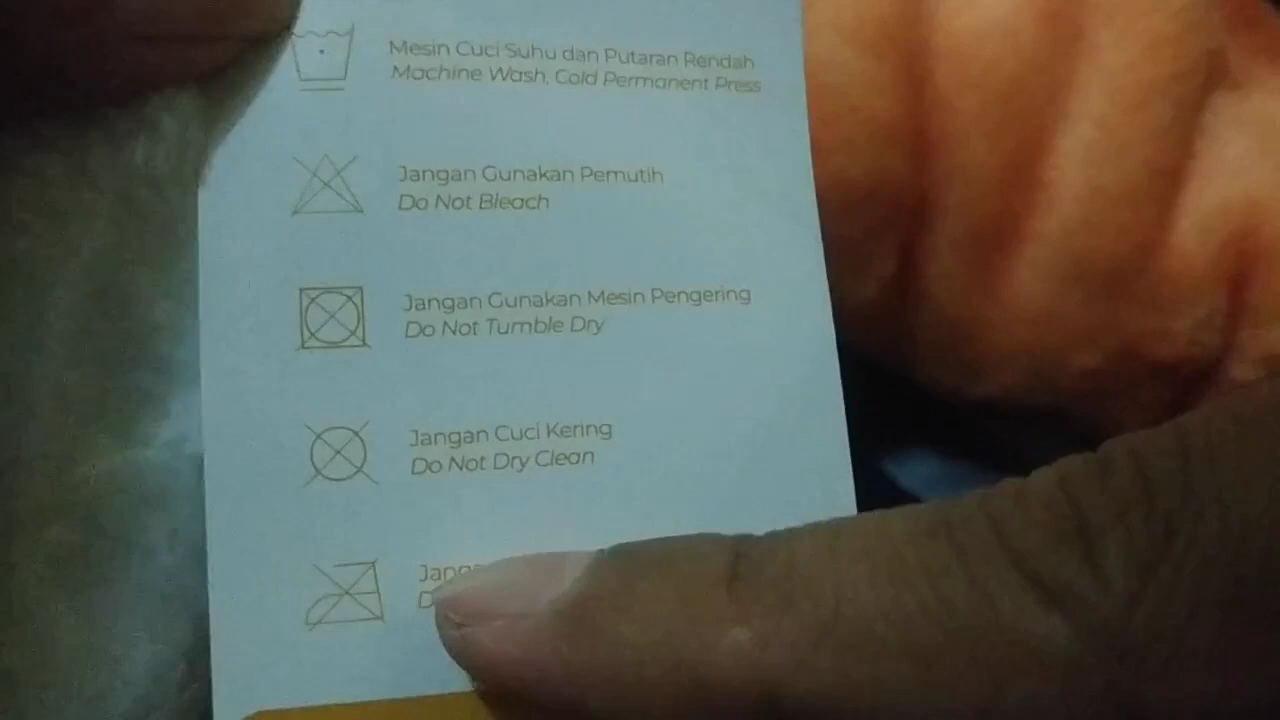 Mesin Cuci Suhu dan Putaran Rendah
Machine Wash, Cold Permanent Press
Jangan Gunakan Pemutih
Do Not Bleach
Jangan Gunakan Mesin Pengering
Do Not Tumble Dry
Jangan Cuci Kering
Do Not Dry Clean